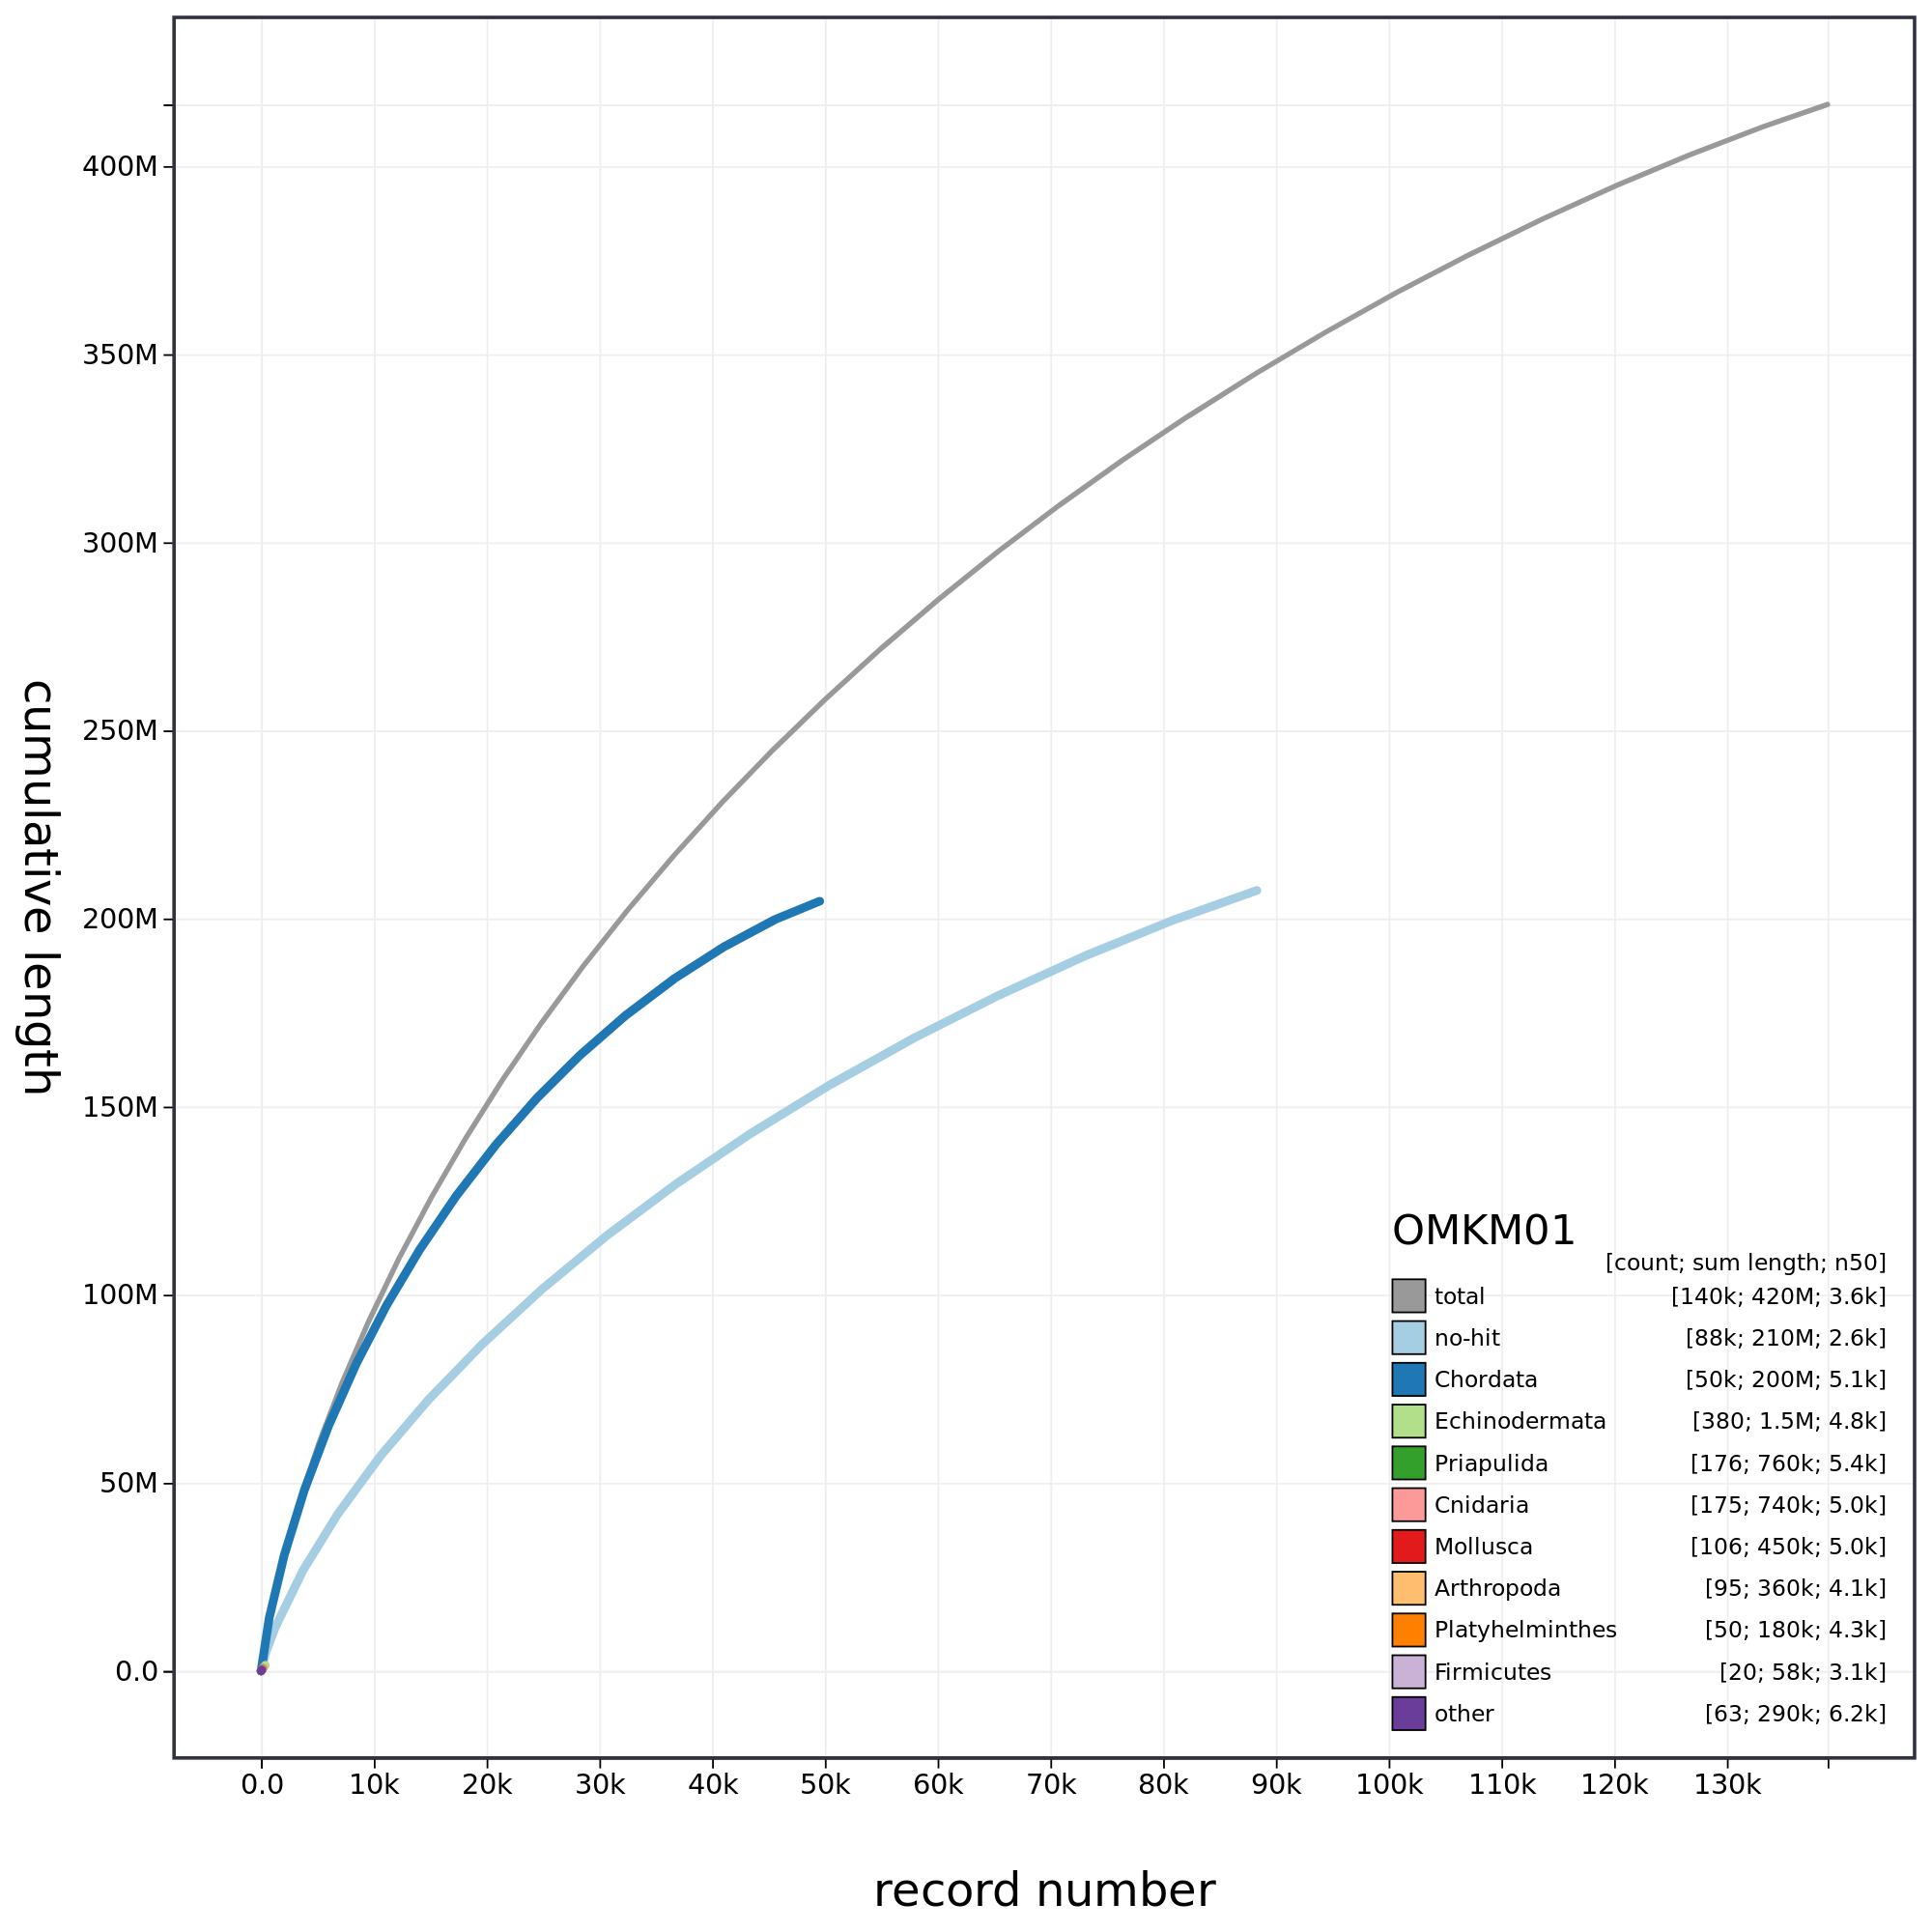 cumulative length
400M
350M
300M
250M
200M
150M
100M
50M
0.0
OMKM01
[count; sum length; n50]
total [140k; 420M; 3.6k]
no-hit [88k; 210M; 2.6k]
Chordata [50k; 200M; 5.1k]
Echinodermata [380; 1.5M; 4.8k]
Priapulida [176; 760k; 5.4k]
Cnidaria [175; 740k; 5.0k]
Mollusca [106; 450k; 5.0k]
Arthropoda [95; 360k; 4.1k]
Platyhelminthes [50; 180k; 4.3k]
Firmicutes [20; 58k; 3.1k]
other [63; 290k; 6.2k]
0.0 10k 20k 30k 40k 50k 60k 70k 80k 90k 100k 110k 120k 130k
record number